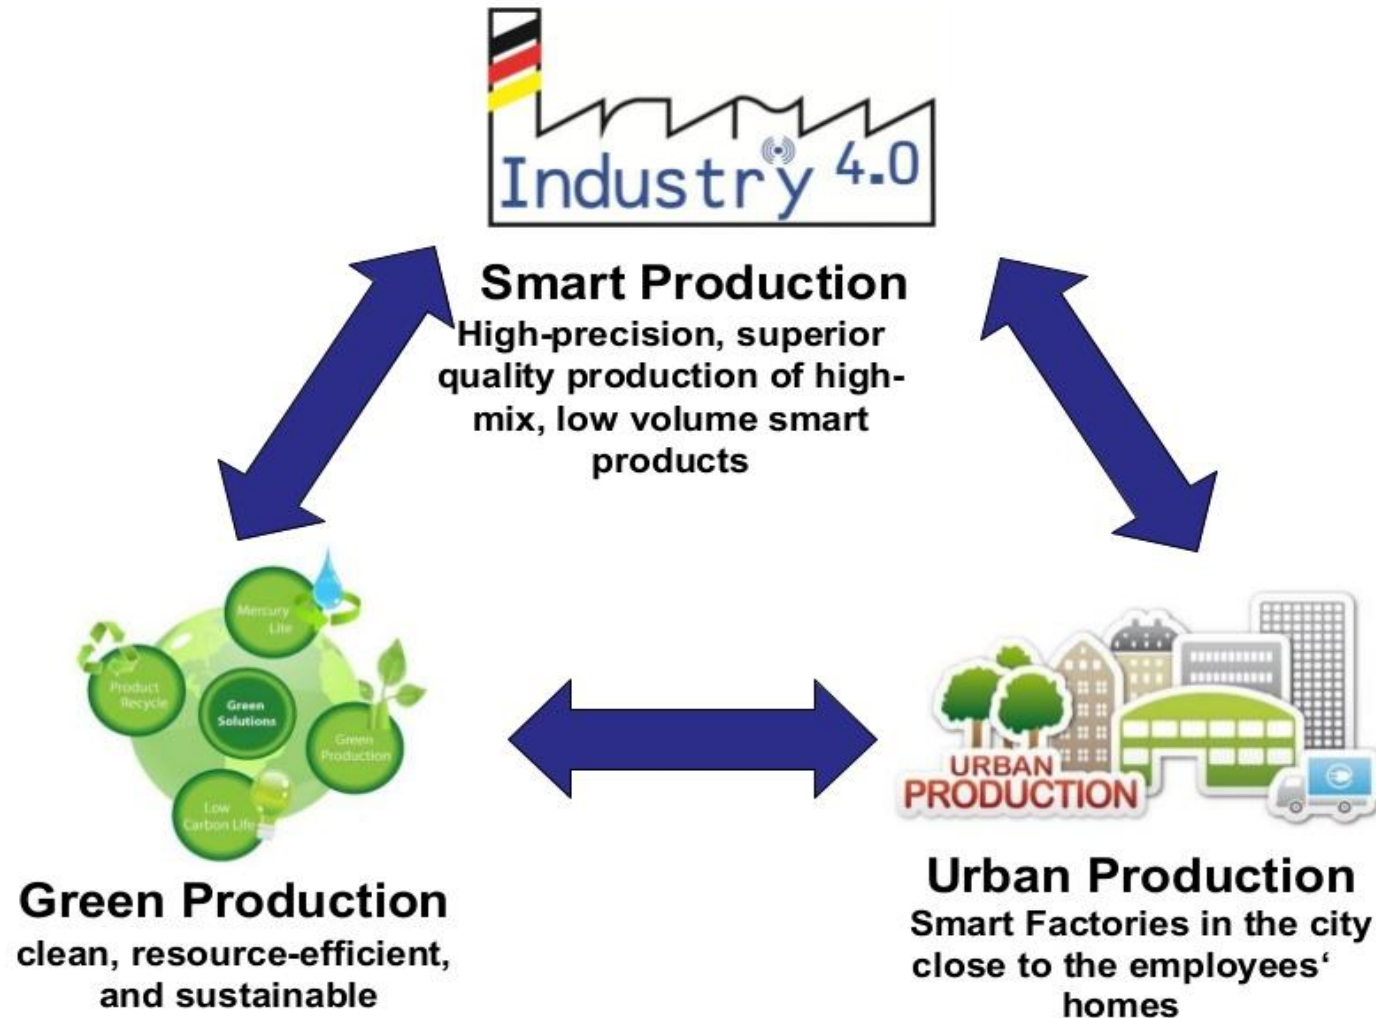 Industry 4.0
Smart Production
High-precision, superior
quality production of high-
mix, low volume smart
products
Mercury
Lite
Product
Recycle
Green
Solutions
Green
Production
Low
Carbon Life
Green Production
clean, resource-efficient,
and sustainable
URBAN
PRODUCTION
Urban Production
Smart Factories in the city
close to the employees‘
homes